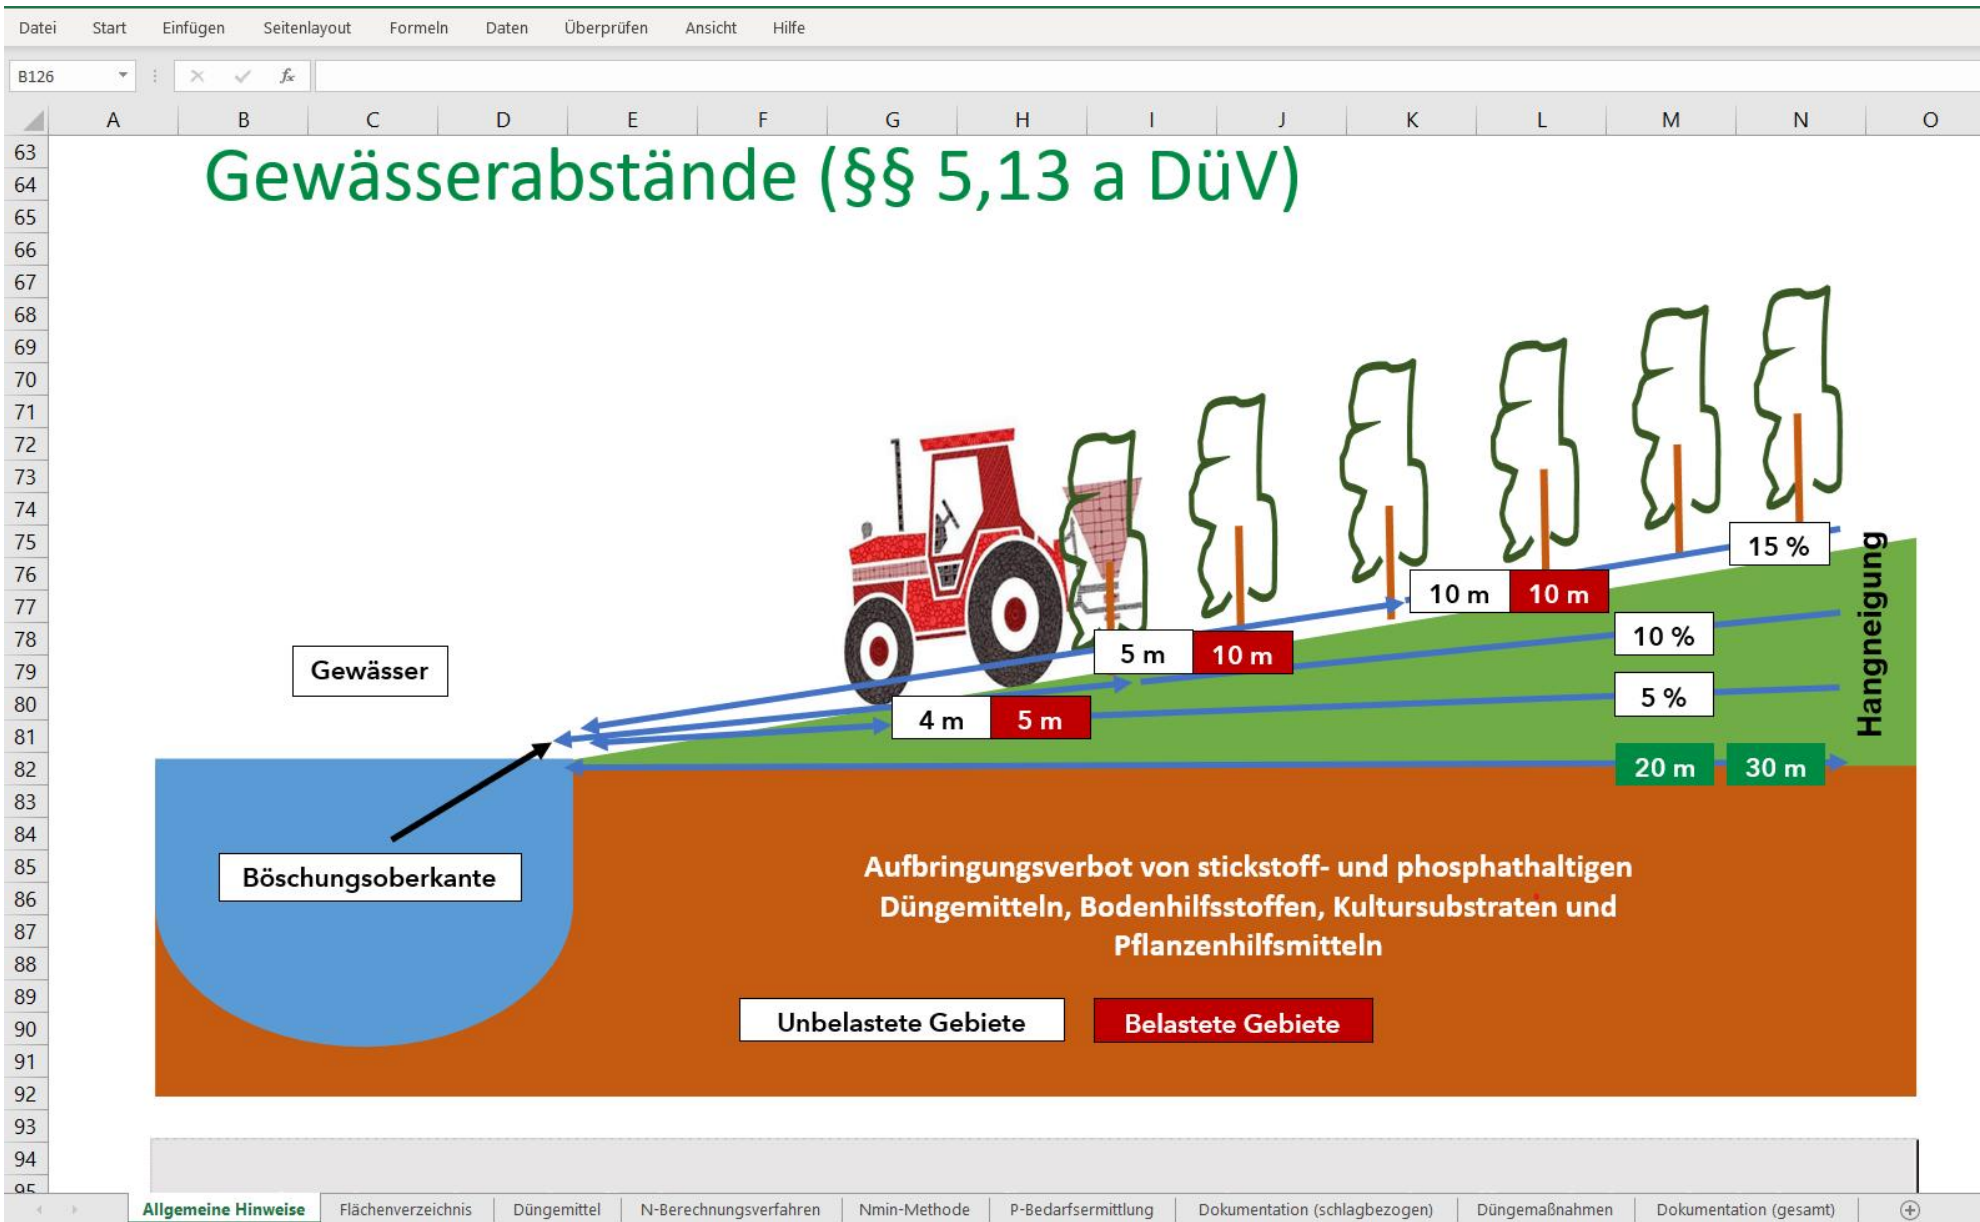 Datei Start Einfügen Seitenlayout Formeln Daten Überprüfen Ansicht Hilfe
B126 fx
A B C D E F G H I J K L M N O
63
64
65
66
67
68
69
70
71
72
73
74
75
76
77
78
79
80
81
82
83
84
85
86
87
88
89
90
91
92
93
94
95
Gewässerabstände (§§ 5,13 a DüV)
15 %
10 m 10 m
10 %
5 m 10 m
Gewässer
5 %
4 m 5 m
Hangneigung
20 m 30 m
Böschungsoberkante
Aufbringungsverbot von stickstoff- und phosphathaltigen
Düngemitteln, Bodenhilfsstoffen, Kultursubstraten und
Pflanzenhilfsmitteln
Unbelastete Gebiete Belastete Gebiete
Allgemeine Hinweise Flächenverzeichnis Düngemittel N-Berechnungsverfahren Nmin-Methode P-Bedarfsermittlung Dokumentation (schlagbezogen) Düngemaßnahmen Dokumentation (gesamt)